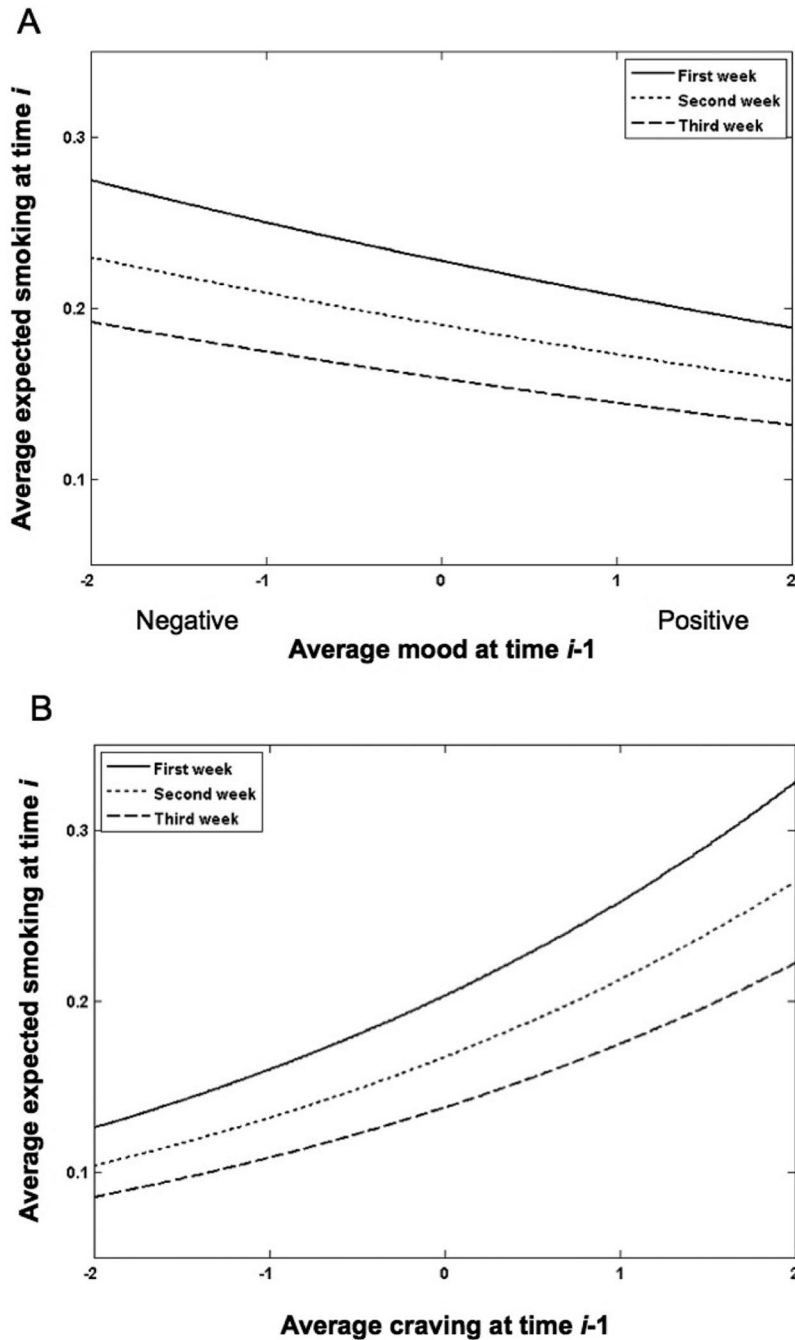 A
Average expected smoking at time i
First week
Second week
Third week
0.3
0.2
0.1
-2 -1 0 1 2
Negative Positive
Average mood at time i-1
B
Average expected smoking at time i
First week
Second week
Third week
0.3
0.2
0.1
-2 -1 0 1 2
Average craving at time i-1